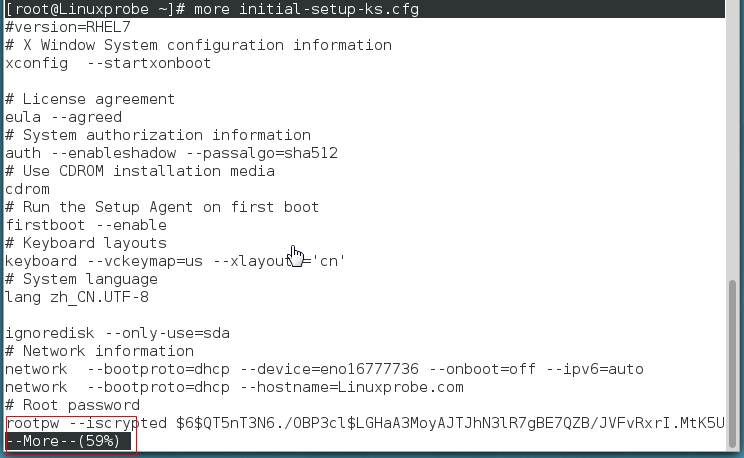 [root@Linuxprobe ~]# more initial-setup-ks.cfg
#version=RHEL7
# X Window System configuration information
xconfig  --startxonboot

# License agreement
eula --agreed
# System authorization information
auth --enableshadow --passalgo=sha512
# Use CDROM installation media
cdrom
# Run the Setup Agent on first boot
firstboot --enable
# Keyboard layouts
keyboard --vckeymap=us --xlayouts='cn'
# System language
lang zh_CN.UTF-8

ignoredisk --only-use=sda
# Network information
network  --bootproto=dhcp --device=eno16777736 --onboot=off --ipv6=auto
network  --bootproto=dhcp --hostname=Linuxprobe.com
# Root password
rootpw --iscrypted $6$QT5nT3N6./OBP3cl$LGHaA3MoyAJTJhN3lR7gBE7QZB/JVFvRxrI.MtK5U
--More--(59%)